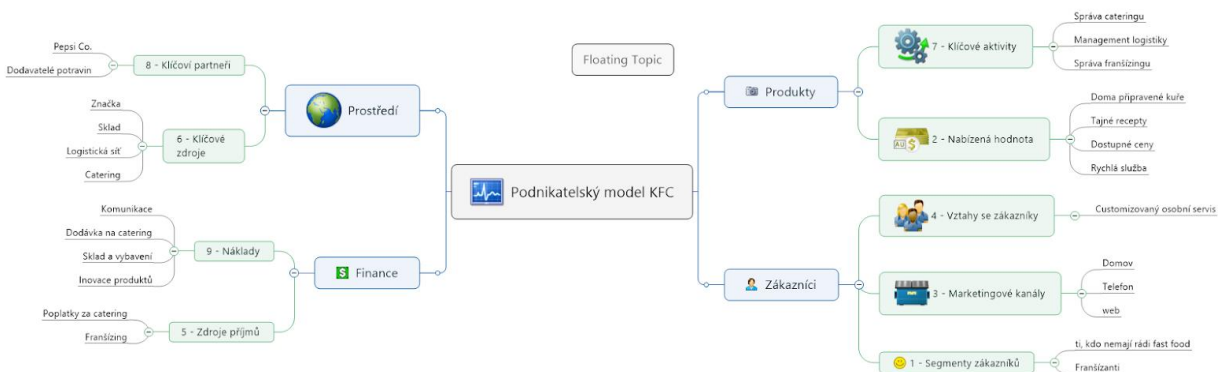 Podnikatelský model KFC
Floating Topic
Prostředí
8 - Klíčoví partneři
Pepsi Co.
Dodavatelé potravin
6 - Klíčové
zdroje
Značka
Sklad
Logistická síť
Catering
Finance
9 - Náklady
Komunikace
Dodávka na catering
Sklad a vybavení
Inovace produktů
5 - Zdroje příjmů
Poplatky za catering
Franšízing
Produkty
7 - Klíčové aktivity
Správa cateringu
Management logistiky
Správa franšízingu
2 - Nabízená hodnota
AU $
Doma připravené kuře
Tajné recepty
Dostupné ceny
Rychlá služba
Zákazníci
4 - Vztahy se zákazníky
Customizovaný osobní servis
3 - Marketingové kanály
Domov
Telefon
web
1 - Segmenty zákazníků
ti, kdo nemají rádi fast food
Franšízanti